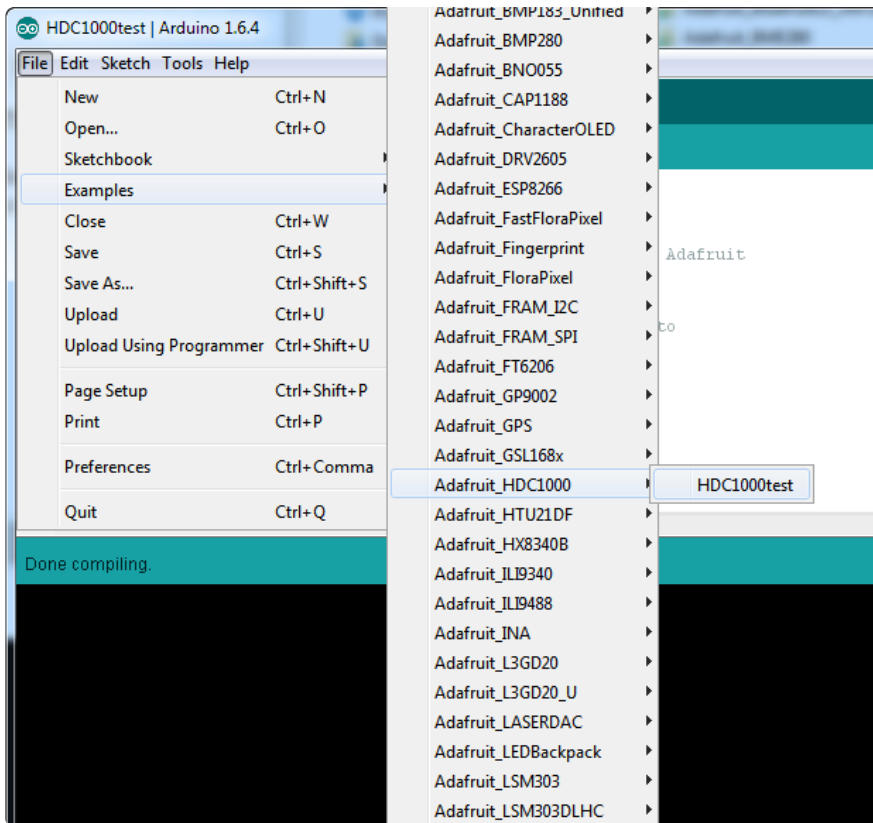 HDC1000test | Arduino 1.6.4
File Edit Sketch Tools Help
New Ctrl+N
Open... Ctrl+O
Sketchbook
Examples
Close Ctrl+W
Save Ctrl+S
Save As... Ctrl+Shift+S
Upload Ctrl+U
Upload Using Programmer Ctrl+Shift+U
Page Setup Ctrl+Shift+P
Print Ctrl+P
Preferences Ctrl+Comma
Quit Ctrl+Q
Adafruit_BMP183_Unified
Adafruit_BMP280
Adafruit_BNO055
Adafruit_CAP1188
Adafruit_CharacterOLED
Adafruit_DRV2605
Adafruit_ESP8266
Adafruit_FastFloraPixel
Adafruit_Fingerprint
Adafruit_FloraPixel
Adafruit_FRAM_I2C
Adafruit_FRAM_SPI
Adafruit_FT6206
Adafruit_GP9002
Adafruit_GPS
Adafruit_GSL168x
Adafruit_HDC1000
Adafruit_HTU21DF
Adafruit_HX8340B
Adafruit_ILI9340
Adafruit_ILI9488
Adafruit_INA
Adafruit_L3GD20
Adafruit_L3GD20_U
Adafruit_LASERDAC
Adafruit_LEDBackpack
Adafruit_LSM303
Adafruit_LSM303DLHC
HDC1000test
Adafruit
to
Done compiling.